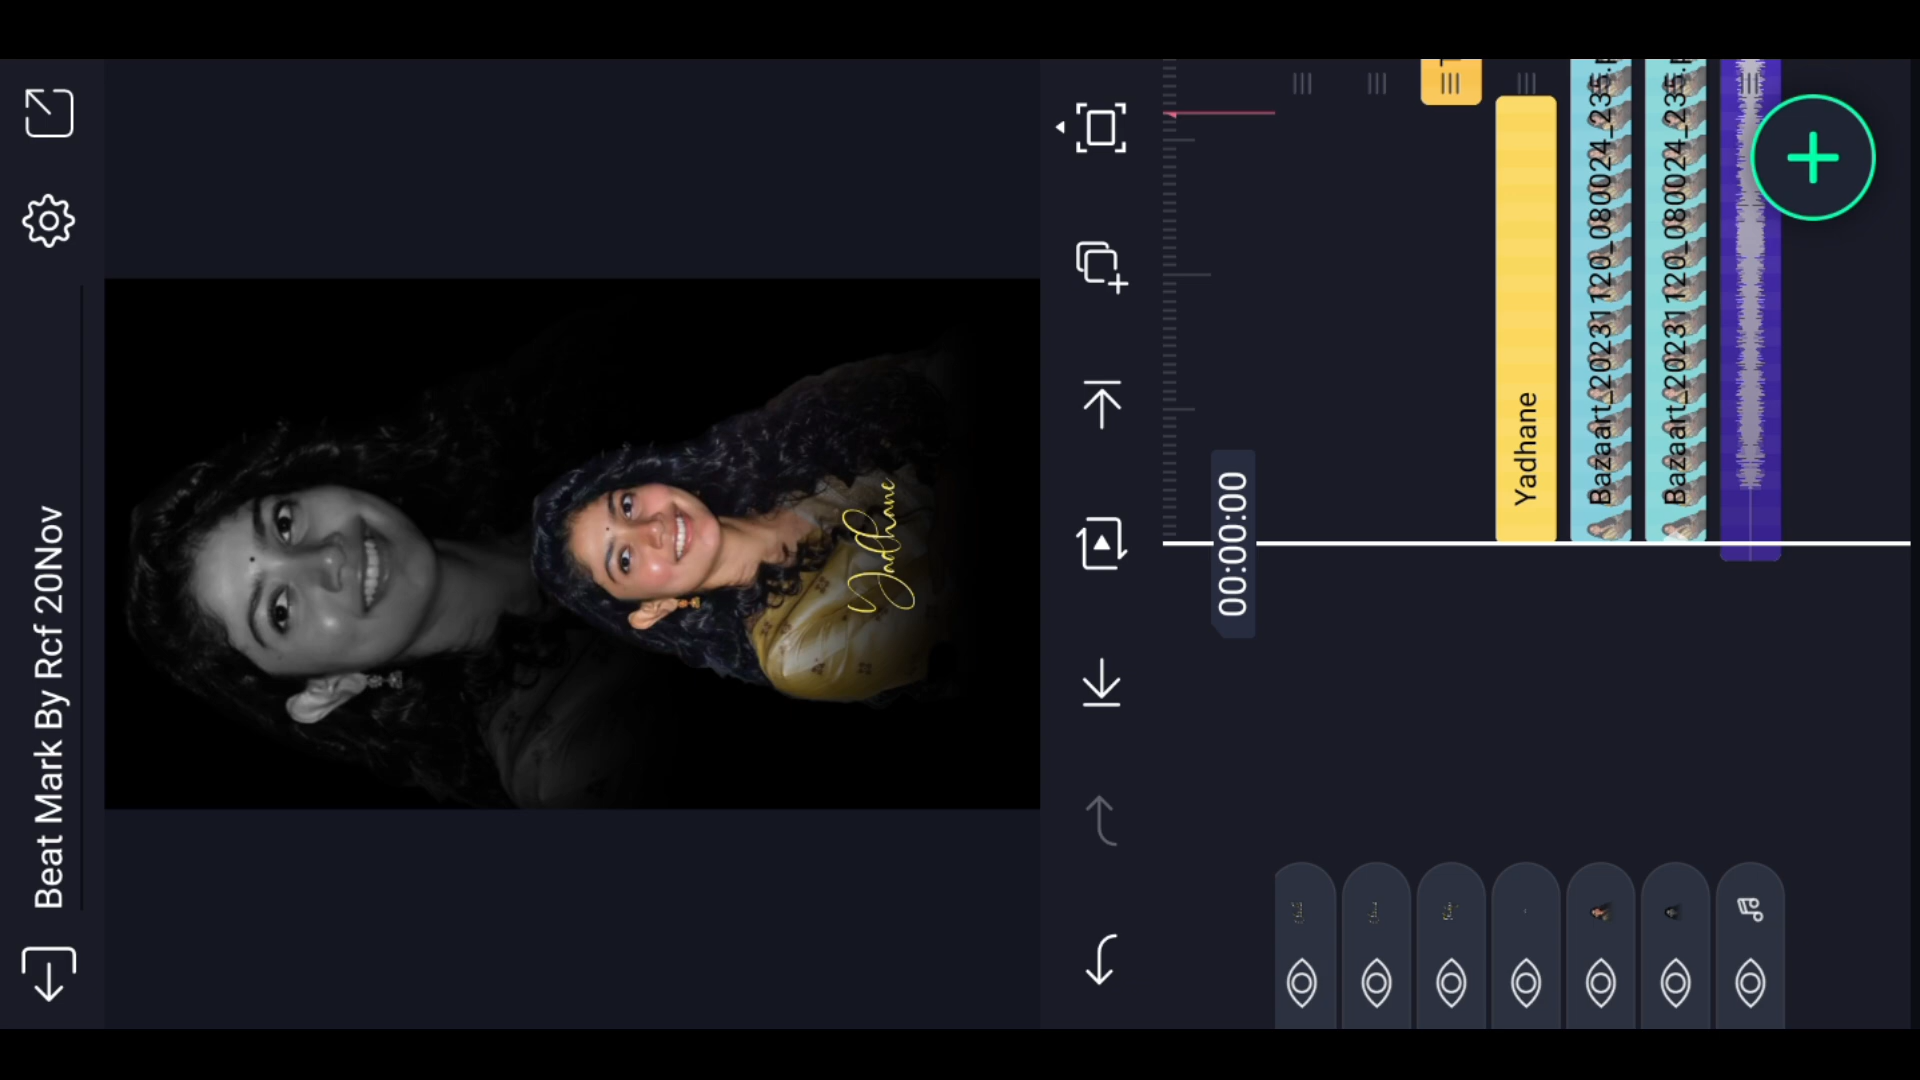 Beat Mark By Rcf 20Nov
Yadhane
00:00:00
Yadhane
Bazaart_20231120_080024_235.
Bazaart_20231120_080024_235.